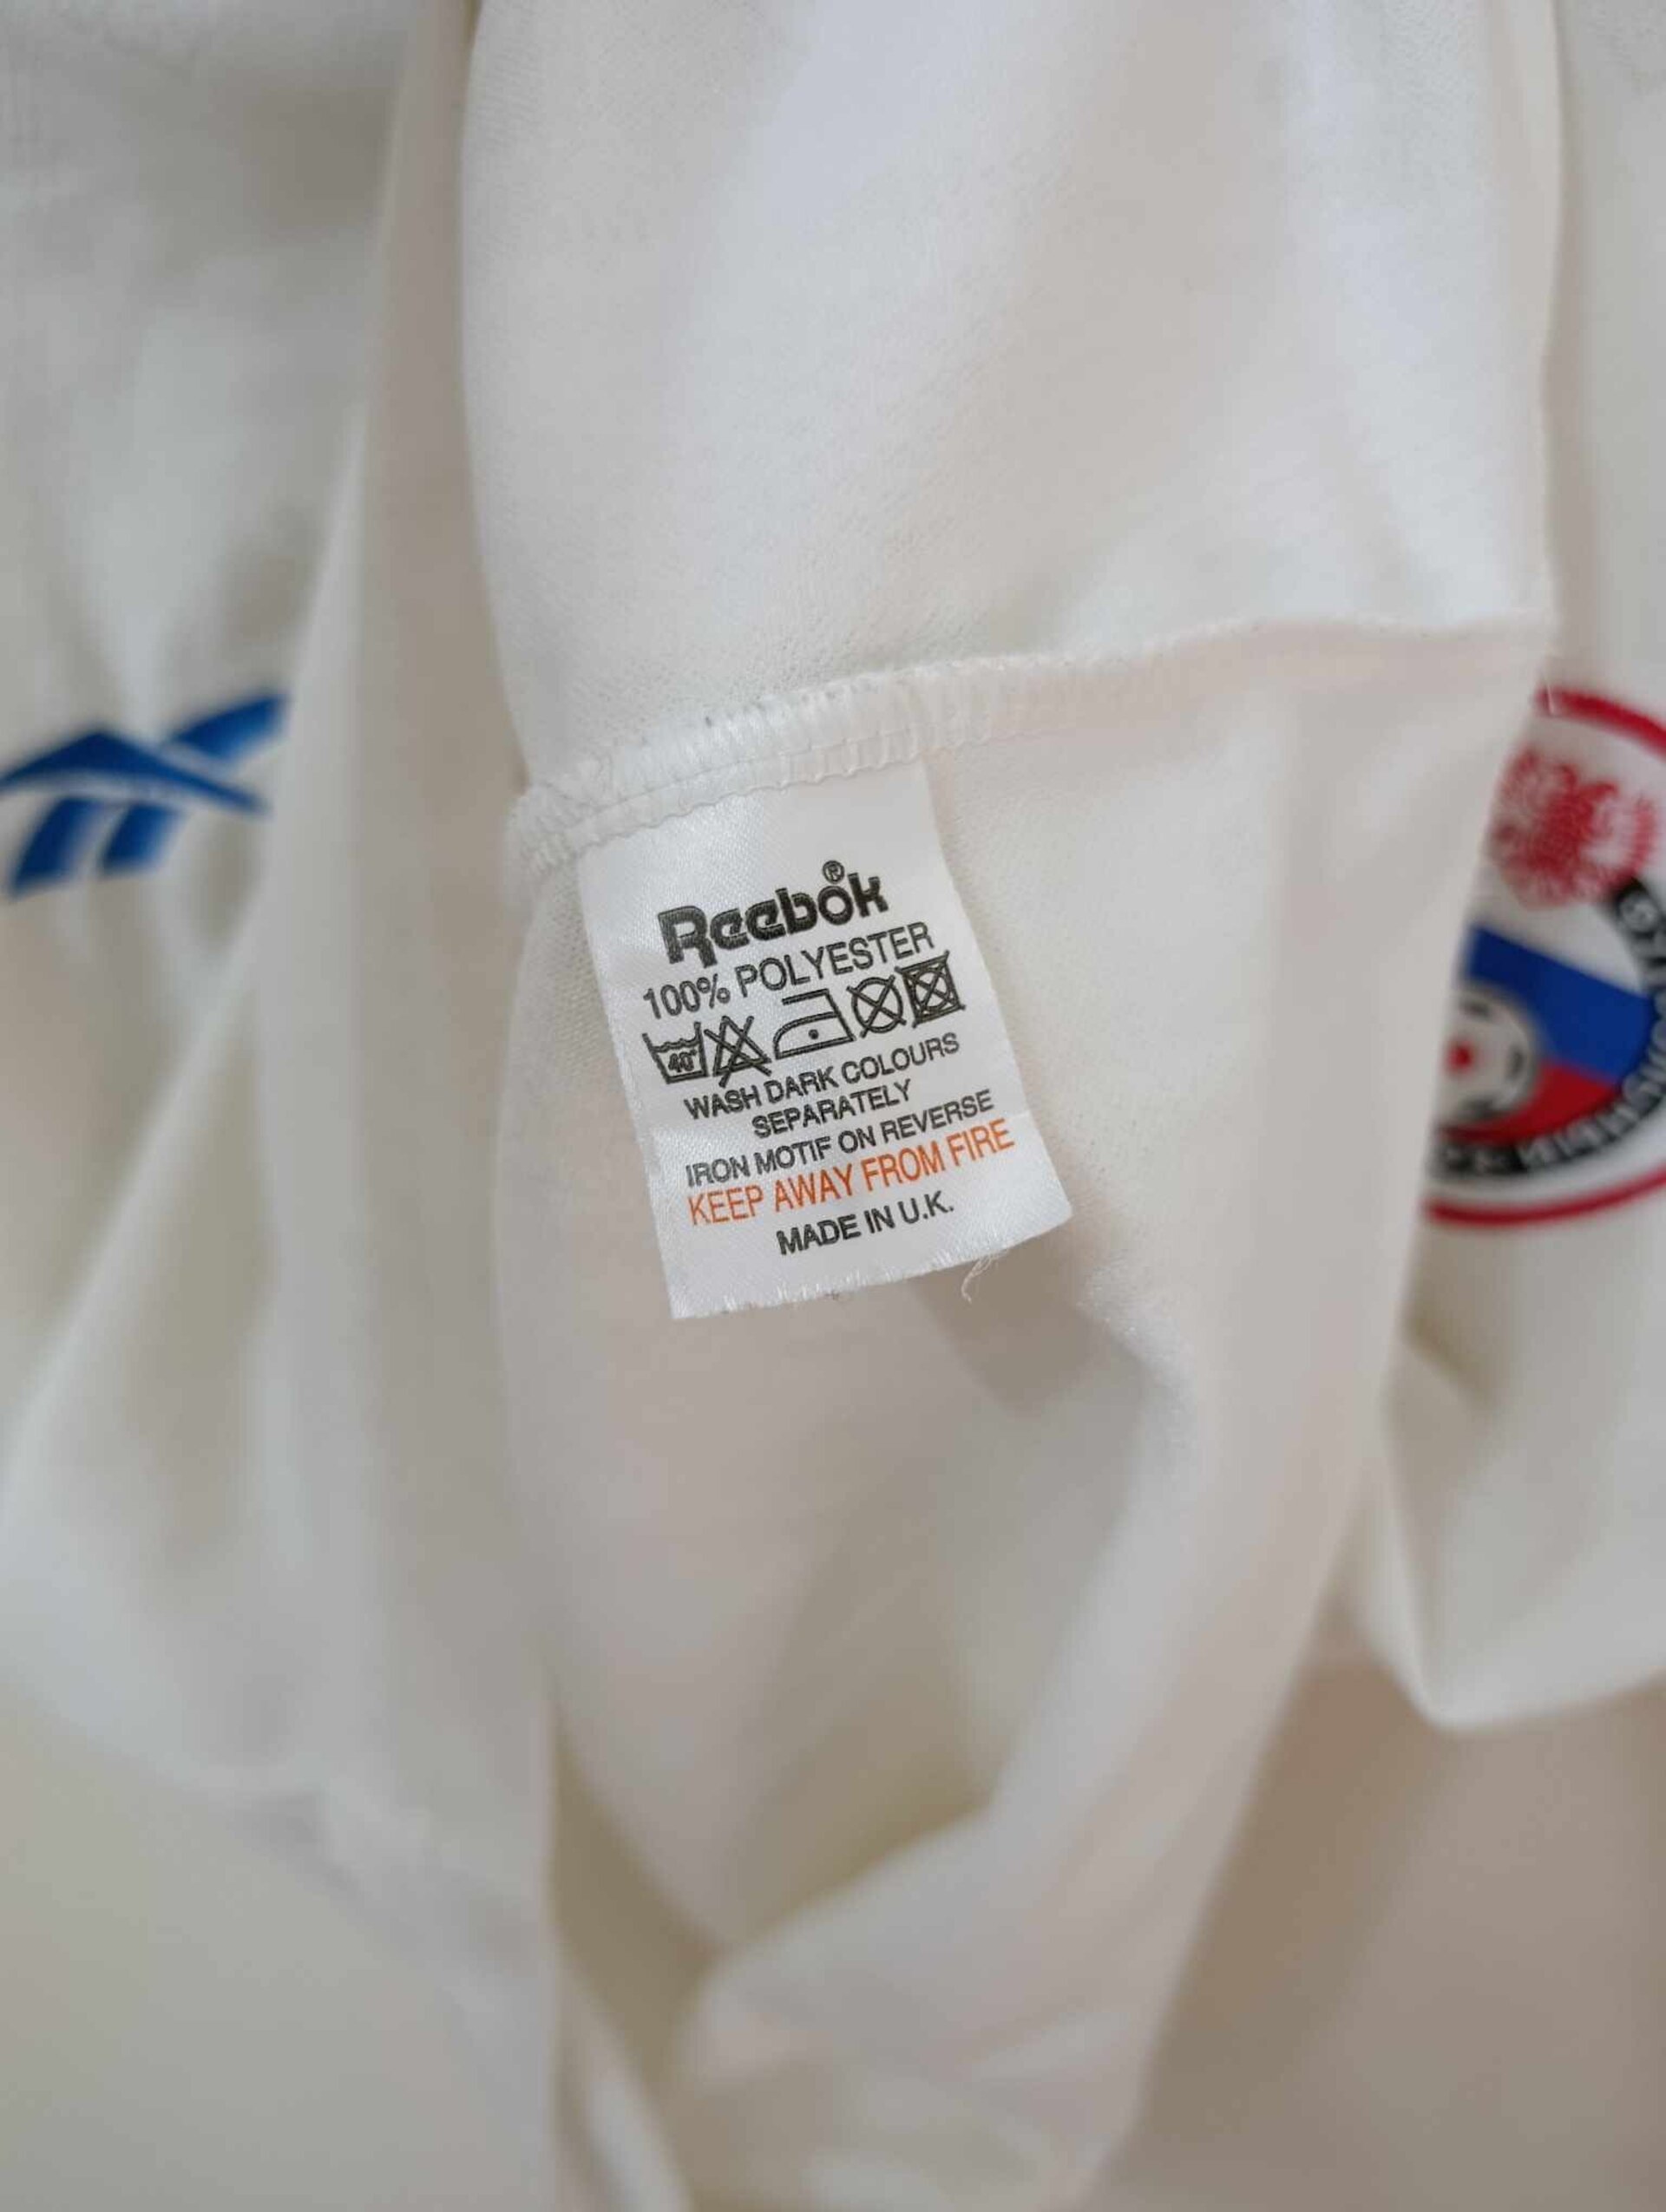 Reebok®
100% POLYESTER
40°
WASH DARK COLOURS
SEPARATELY
IRON MOTIF ON REVERSE
KEEP AWAY FROM FIRE
MADE IN U.K.